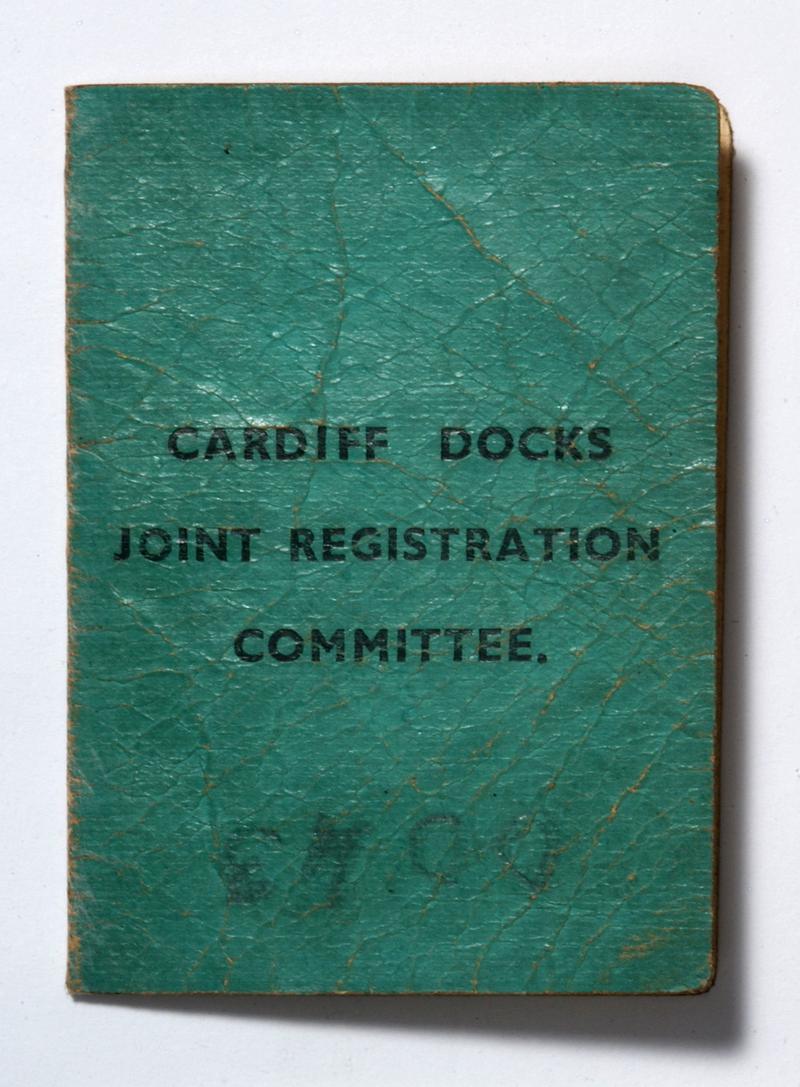 CARDIFF DOCKS
JOINT REGISTRATION
COMMITTEE.